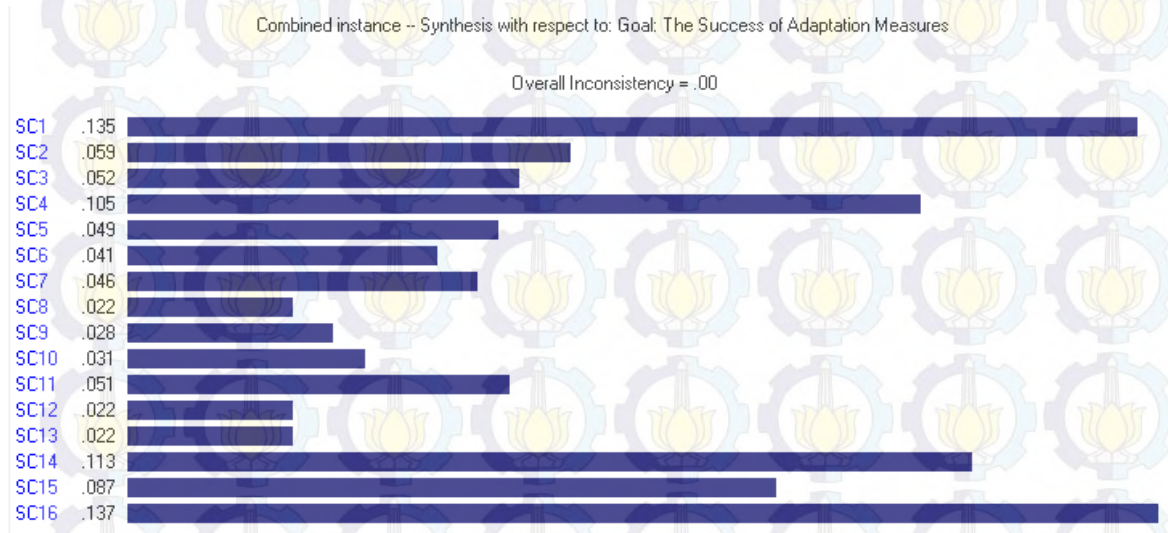 Combined instance -- Synthesis with respect to: Goal: The Success of Adaptation Measures
Overall Inconsistency = .00
SC1 .135
SC2 .059
SC3 .052
SC4 .105
SC5 .049
SC6 .041
SC7 .046
SC8 .022
SC9 .028
SC10 .031
SC11 .051
SC12 .022
SC13 .022
SC14 .113
SC15 .087
SC16 .137